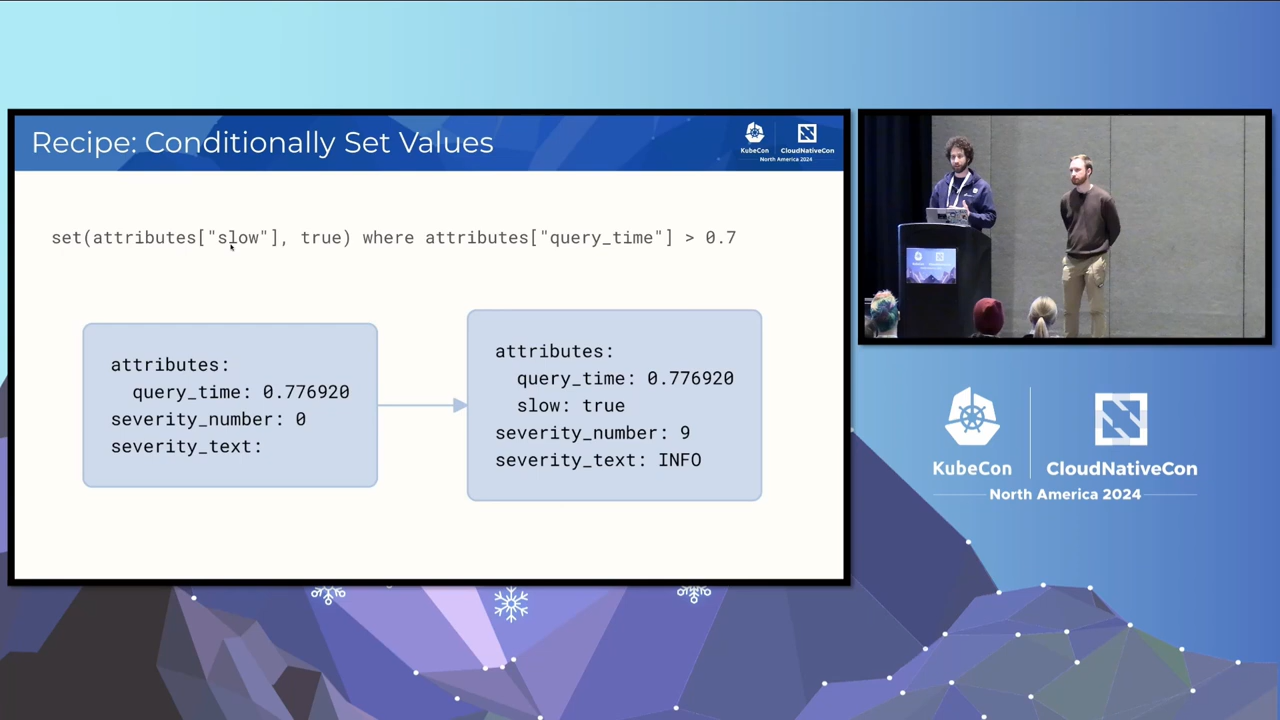 Recipe: Conditionally Set Values
KubeCon
CloudNativeCon
North America 2024
set(attributes["slow"], true) where attributes["query_time"] > 0.7
attributes:
query_time: 0.776920
severity_number: 0
severity_text:
attributes:
query_time: 0.776920
slow: true
severity_number: 9
severity_text: INFO
KubeCon
CloudNativeCon
North America 2024